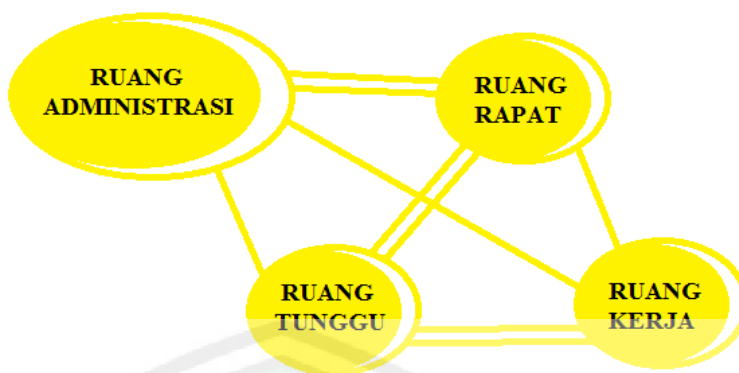 RUANG
ADMINISTRASI
RUANG
RAPAT
RUANG
TUNGGU
RUANG
KERJA